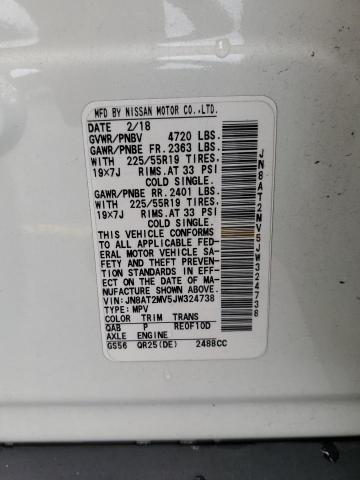 MFD BY NISSAN MOTOR CO.,LTD.
DATE 2/18
GVWR/PNBV 4720 LBS.
GAWR/PNBE FR.2363 LBS.
WITH 225/55R19 TIRES.
19x7J RIMS.AT 33 PSI
COLD SINGLE.
GAWR/PNBE RR.2401 LBS.
WITH 225/55R19 TIRES.
19x7J RIMS.AT 33 PSI
COLD SINGLE.
THIS VEHICLE CONFORMS
TO ALL APPLICABLE FED-
ERAL MOTOR VEHICLE SA-
FETY AND THEFT PREVEN-
TION STANDARDS IN EFF-
ECT ON THE DATE OF MA-
NUFACTURE SHOWN ABOVE.
VIN:JN8AT2MV5JW324738
TYPE:MPV
COLOR TRIM TRANS
QAB P RE0F10D
AXLE ENGINE
GS56 QR25(DE) 2488CC
JN8AT2MV5JW324738